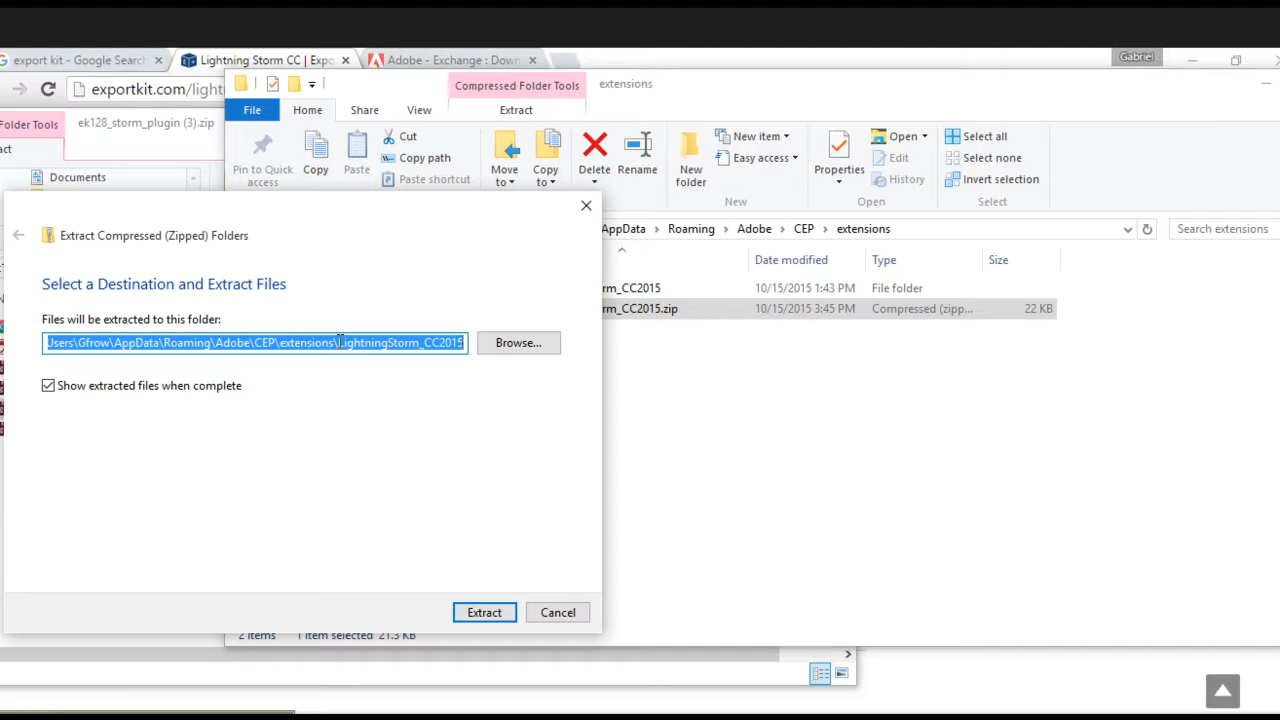 export kit - Google Search
Lightning Storm CC | Expo
Adobe - Exchange : Down
Gabriel
exportkit.com/lightn
Compressed Folder Tools
extensions
File
Home
Share
View
Extract
Folder Tools
ek128_storm_plugin (3).zip
act
Documents
Pin to Quick
access
Copy
Paste
Cut
Copy path
Paste shortcut
Move
to
Copy
to
Delete
Rename
New
folder
New item
Easy access
New
Properties
Open
Edit
History
Open
Select all
Select none
Invert selection
Select
AppData
Roaming
Adobe
CEP
extensions
Search extensions
Date modified
Type
Size
rm_CC2015
10/15/2015 1:43 PM
File folder
rm_CC2015.zip
10/15/2015 3:45 PM
Compressed (zipp...
22 KB
Extract Compressed (Zipped) Folders
Select a Destination and Extract Files
Files will be extracted to this folder:
Users\Gfrow\AppData\Roaming\Adobe\CEP\extensions\LightningStorm_CC2015
Browse...
Show extracted files when complete
Extract
Cancel
2 items
1 item selected 21.3 KB